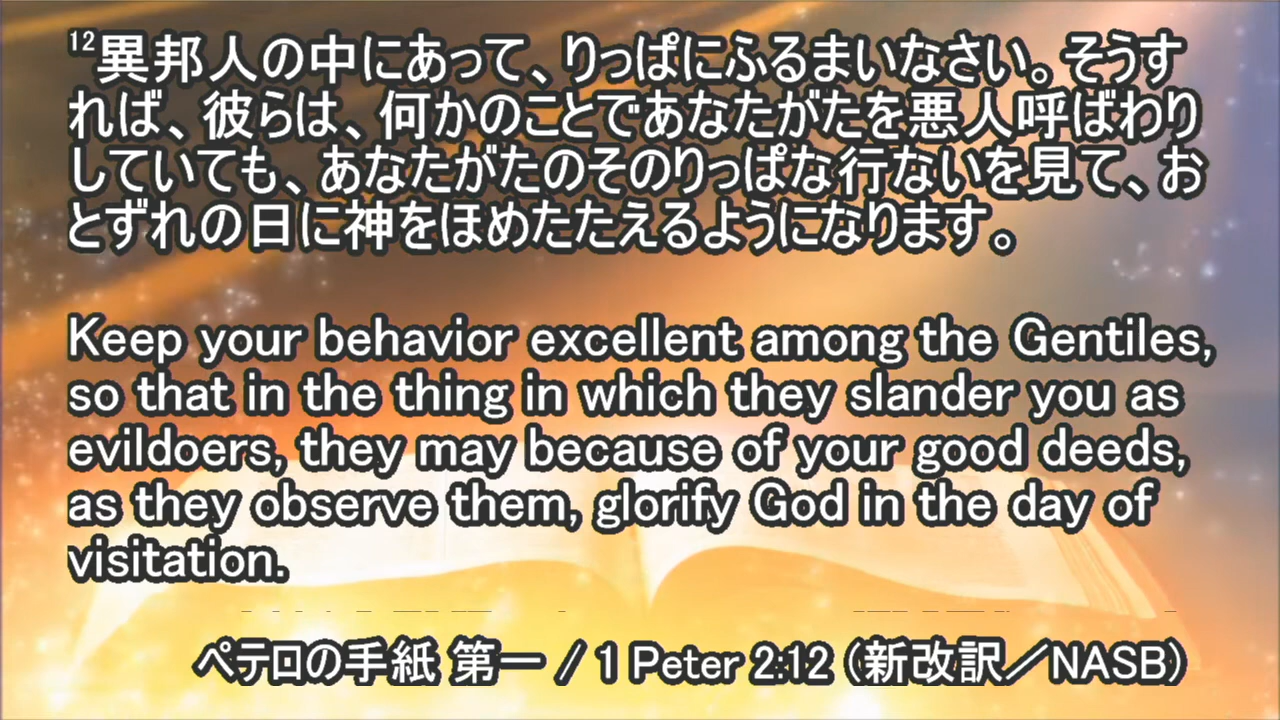 12異邦人の中にあって、りっぱにふるまいなさい。そうす
れば、彼らは、何かのことであなたがたを悪人呼ばわり
していても、あなたがたのそのりっぱな行ないを見て、お
とずれの日に神をほめたたえるようになります。
Keep your behavior excellent among the Gentiles,
so that in the thing in which they slander you as
evildoers, they may because of your good deeds,
as they observe them, glorify God in the day of
visitation.
ペテロの手紙 第一 / 1 Peter 2:12 (新改訳／NASB)